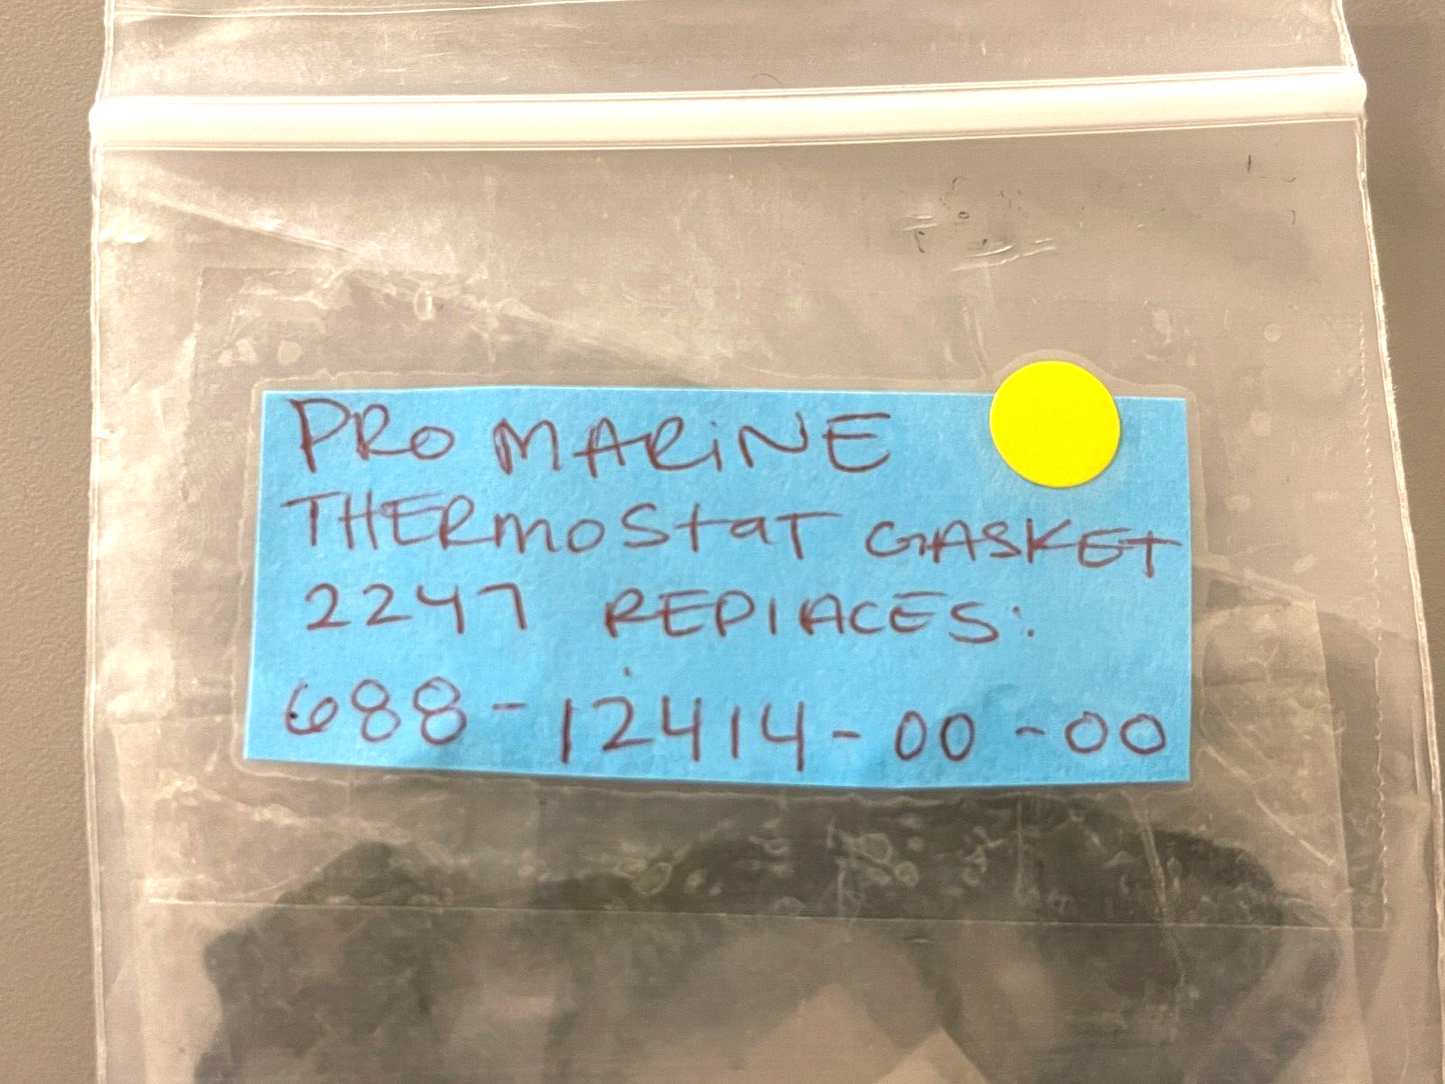 PRO MARiNE
THERmoStaT GASKET
2247 REPlACES:
688-12414-00-00